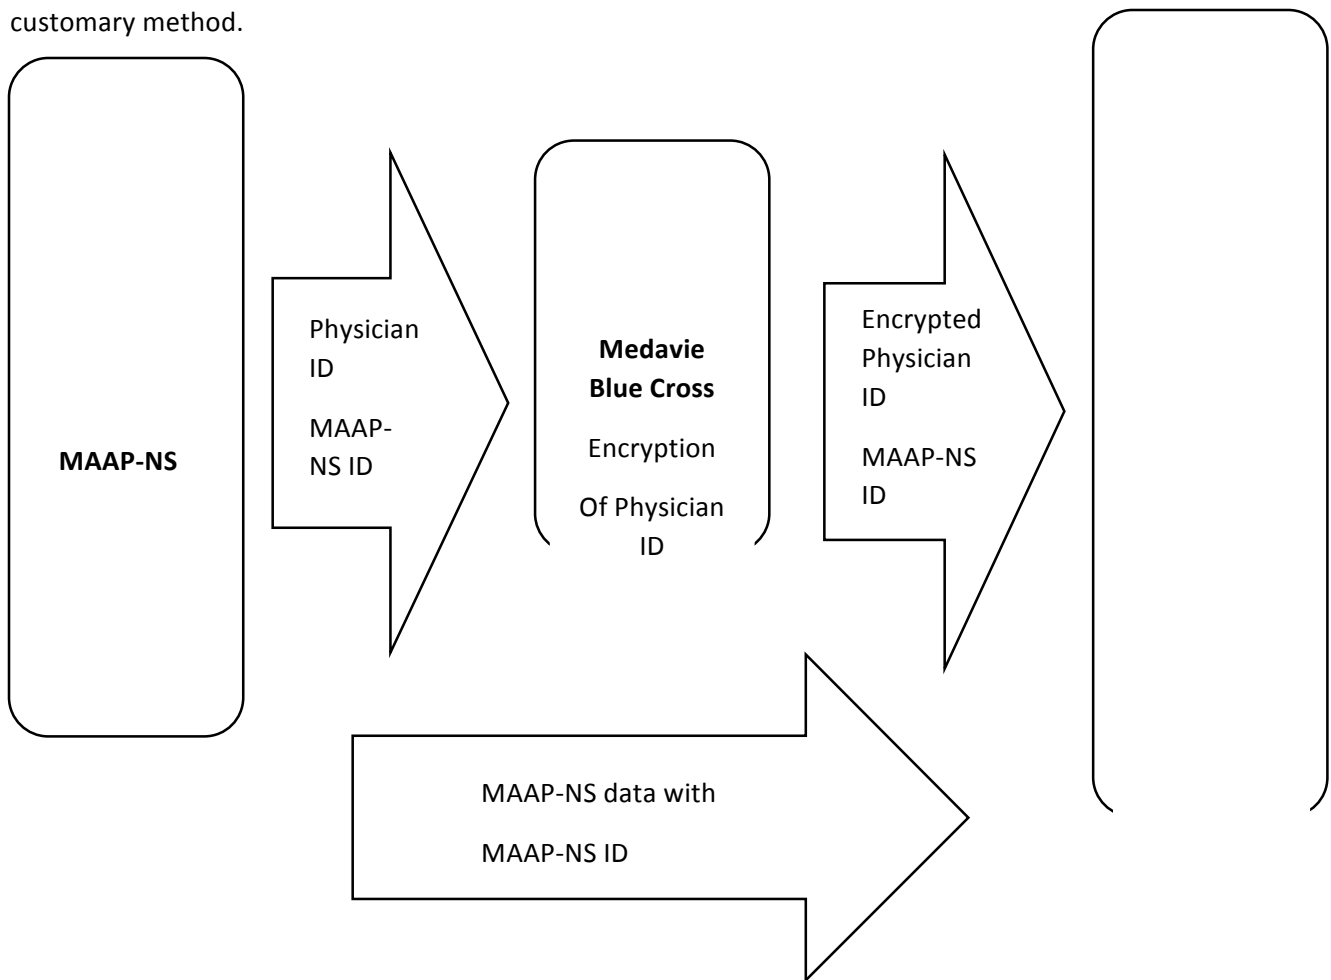 customary method.
MAAP-NS
Physician
ID
MAAP-
NS ID
Medavie
Blue Cross
Encryption
Of Physician
ID
Encrypted
Physician
ID
MAAP-NS
ID
MAAP-NS data with
MAAP-NS ID